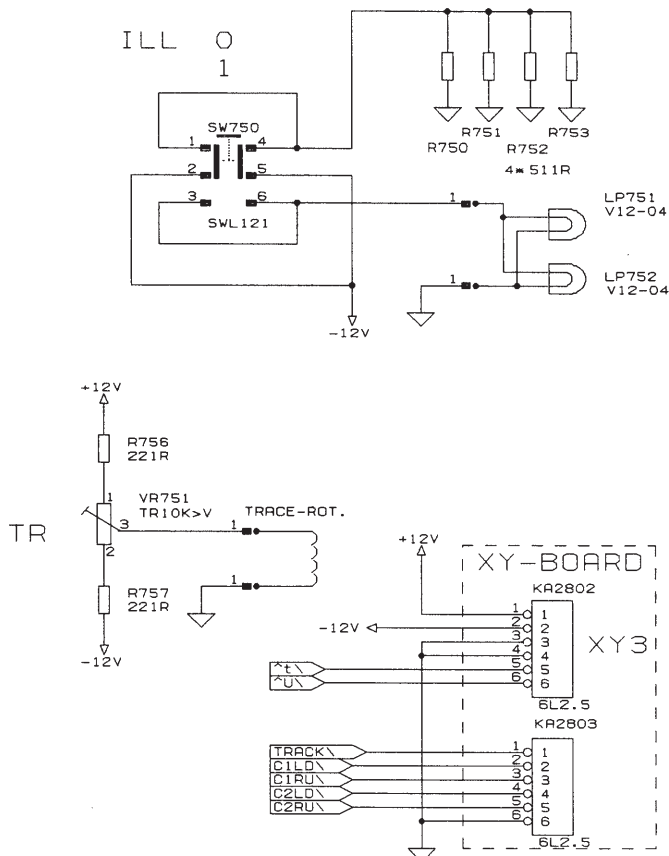 ILL 0
1
SW750
1 4
2 5
3 6
SWL121
R750
R751
R752
R753
4* 511R
1
LP751
V12-04
1
LP752
V12-04
-12V
+12V
R756
221R
TR
1
VR751
TR10K>V
3
2
1
TRACE-ROT.
1
R757
221R
-12V
+12V
-12V
XY-BOARD
KA2802
XY3
1 1
2 2
3 3
4 4
5 5
6 6
^t\
^U\
6L2.5
KA2803
TRACK\
C1LD\
C1RU\
C2LD\
C2RU\
1 1
2 2
3 3
4 4
5 5
6 6
6L2.5